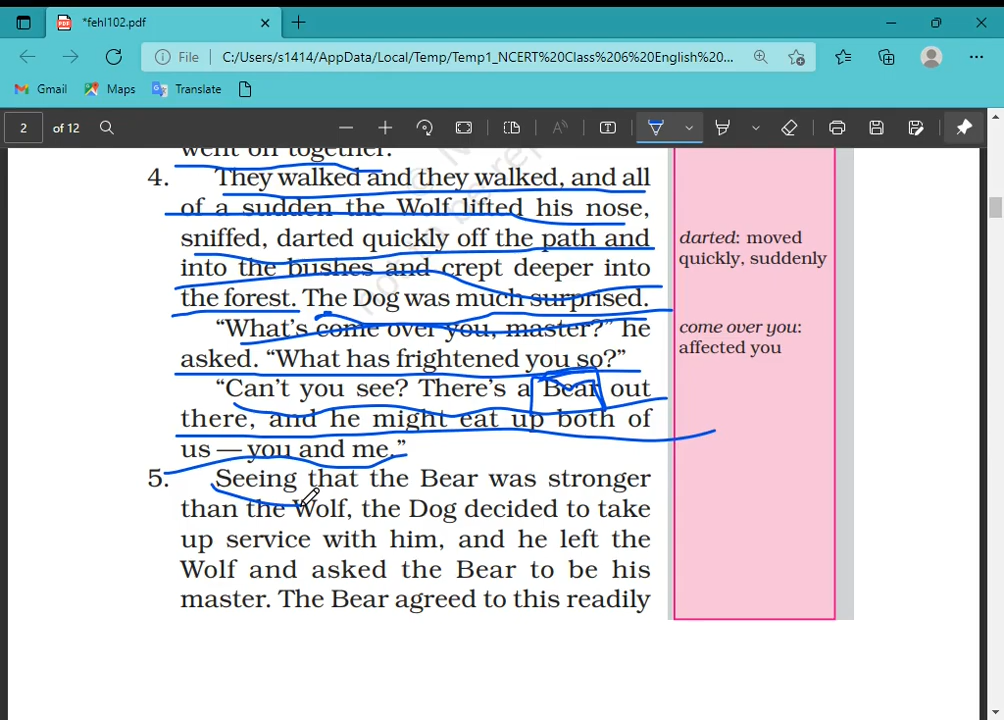 *fehl102.pdf
File
C:/Users/s1414/AppData/Local/Temp/Temp1_NCERT%20Class%206%20English%20...
Gmail Maps Translate
2 of 12
went on together.
4. They walked and they walked, and all
of a sudden the Wolf lifted his nose,
sniffed, darted quickly off the path and
into the bushes and crept deeper into
the forest. The Dog was much surprised.
“What’s come over you, master?” he
asked. “What has frightened you so?”
“Can’t you see? There’s a Bear out
there, and he might eat up both of
us — you and me.”
5. Seeing that the Bear was stronger
than the Wolf, the Dog decided to take
up service with him, and he left the
Wolf and asked the Bear to be his
master. The Bear agreed to this readily
darted: moved
quickly, suddenly
come over you:
affected you